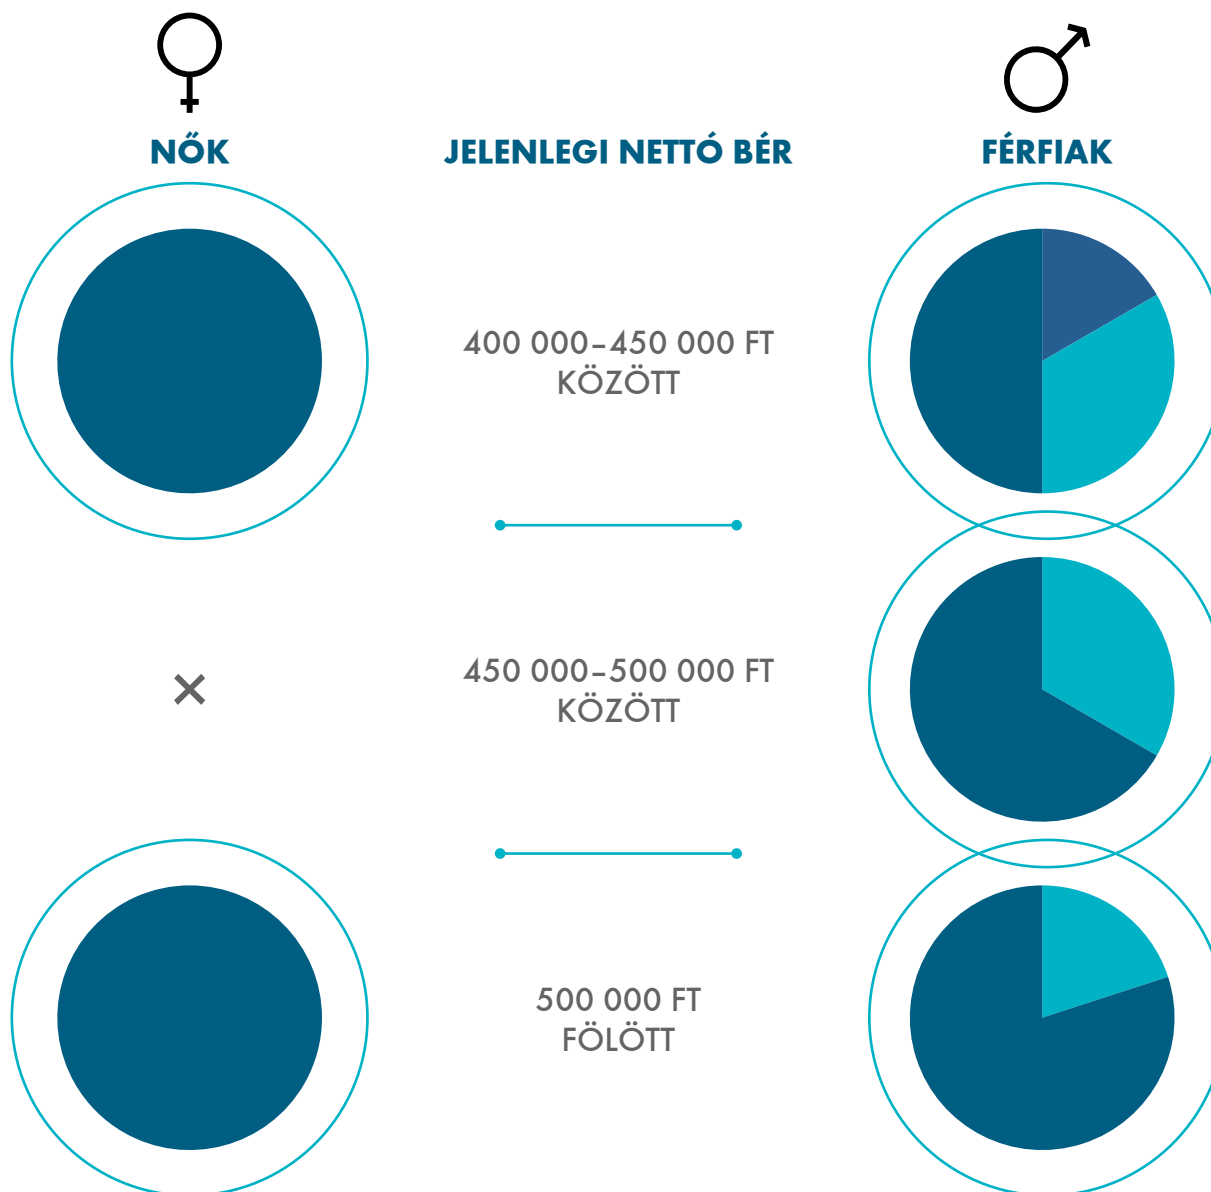 NŐK
JELENLEGI NETTÓ BÉR
FÉRFIAK
400 000–450 000 FT
KÖZÖTT
450 000–500 000 FT
KÖZÖTT
500 000 FT
FÖLÖTT